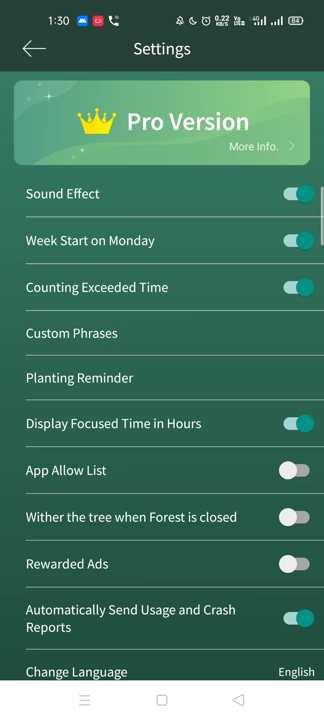 1:30 0.22 KB/S Vo LTE 4G 84
Settings
Pro Version
More Info.
Sound Effect
Week Start on Monday
Counting Exceeded Time
Custom Phrases
Planting Reminder
Display Focused Time in Hours
App Allow List
Wither the tree when Forest is closed
Rewarded Ads
Automatically Send Usage and Crash
Reports
Change Language English